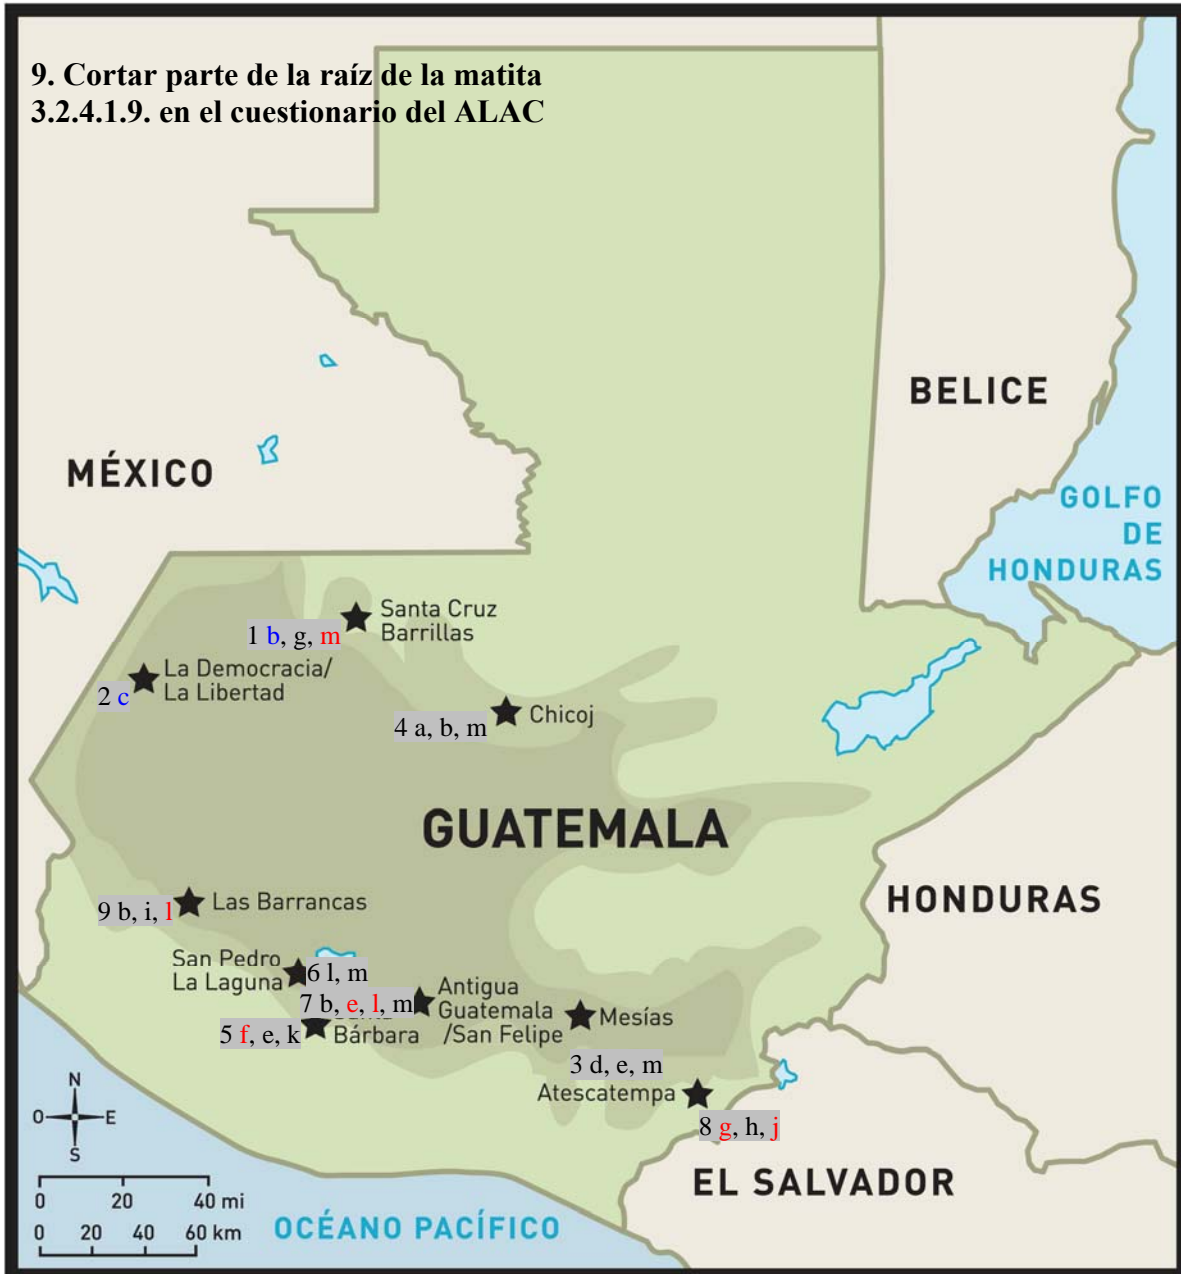 9. Cortar parte de la raíz de la matita
3.2.4.1.9. en el cuestionario del ALAC
BELICE
MÉXICO
GOLFO
DE
HONDURAS
Santa Cruz
Barrillas
1 b, g, m
La Democracia/
La Libertad
2 c
Chicoj
4 a, b, m
GUATEMALA
HONDURAS
Las Barrancas
9 b, i, l
San Pedro
La Laguna
6 l, m
7 b, e, l, m
Antigua
Guatemala
/San Felipe
Mesías
5 f, e, k
Bárbara
3 d, e, m
Atescatempa
8 g, h, j
N
O E
S
0 20 40 mi
0 20 40 60 km
EL SALVADOR
OCÉANO PACÍFICO